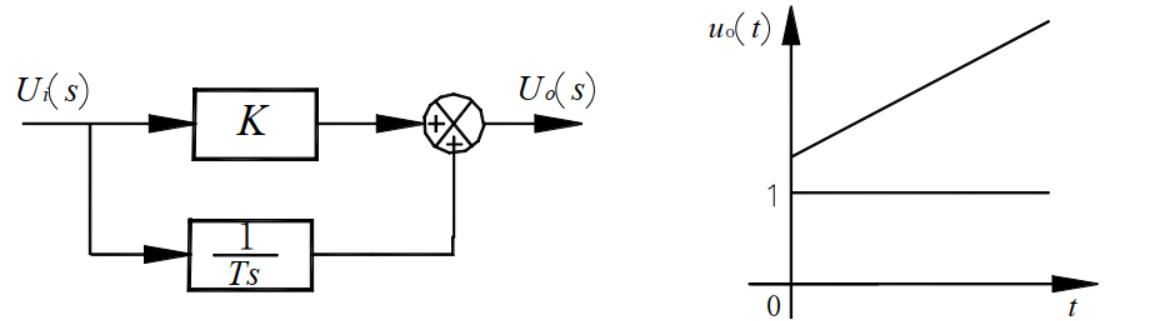 Ui(s)
K
+
+
Uo(s)
1
Ts
uo(t)
1
0
t